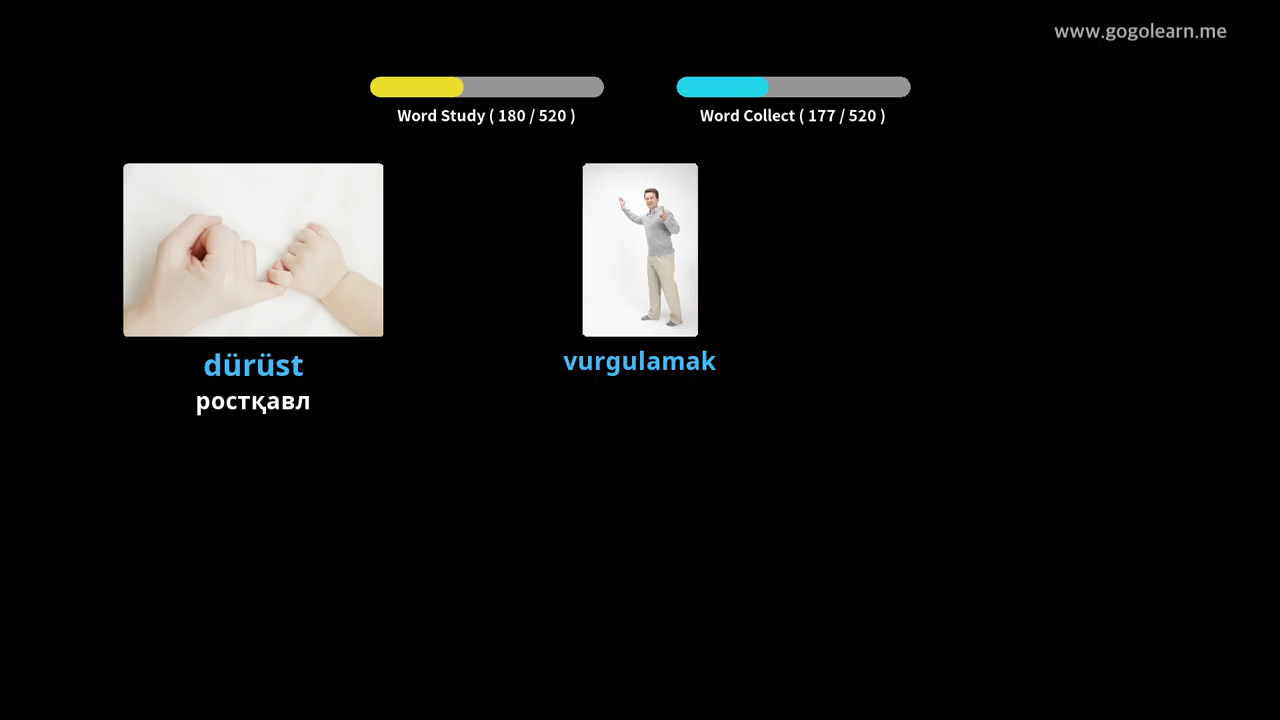 www.gogolearn.me
Word Study ( 180 / 520 )
Word Collect ( 177 / 520 )
dürüst
ростқавл
vurgulamak